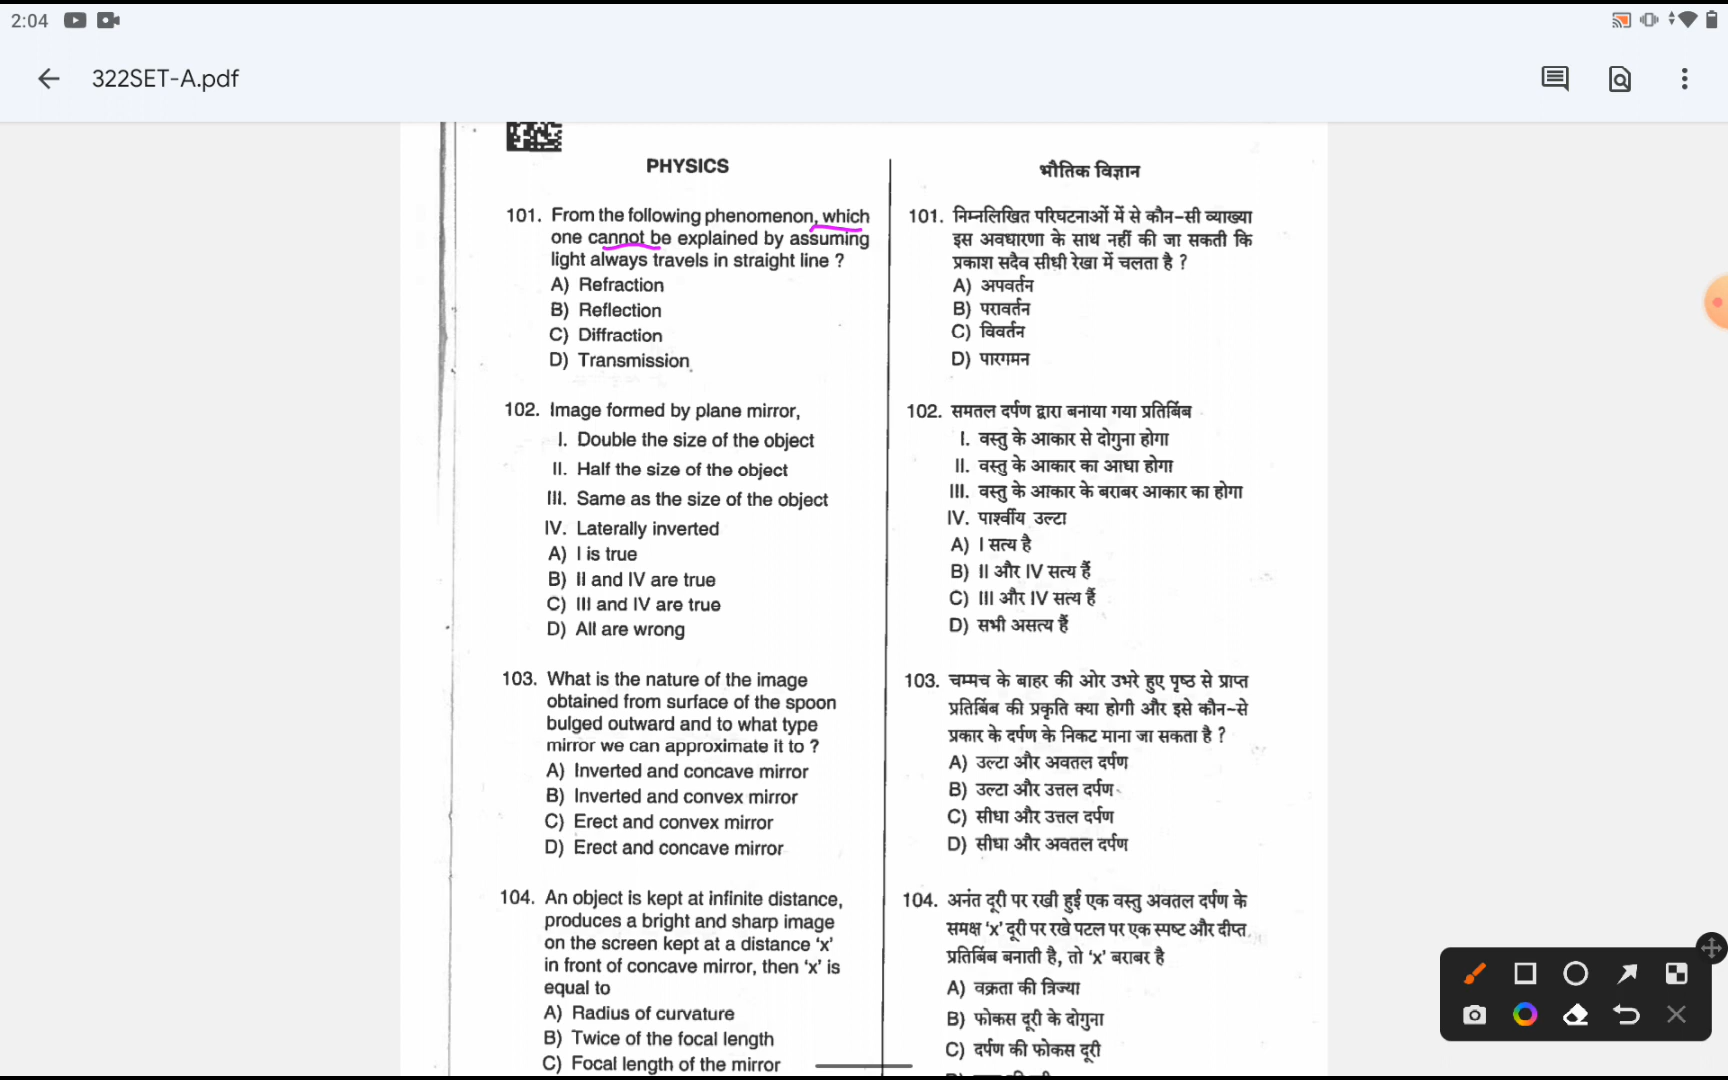 2:04
322SET-A.pdf
PHYSICS
101. From the following phenomenon, which
one cannot be explained by assuming
light always travels in straight line ?
A) Refraction
B) Reflection
C) Diffraction
D) Transmission
102. Image formed by plane mirror,
I. Double the size of the object
II. Half the size of the object
III. Same as the size of the object
IV. Laterally inverted
A) I is true
B) II and IV are true
C) III and IV are true
D) All are wrong
103. What is the nature of the image
obtained from surface of the spoon
bulged outward and to what type
mirror we can approximate it to ?
A) Inverted and concave mirror
B) Inverted and convex mirror
C) Erect and convex mirror
D) Erect and concave mirror
104. An object is kept at infinite distance,
produces a bright and sharp image
on the screen kept at a distance ‘x’
in front of concave mirror, then ‘x’ is
equal to
A) Radius of curvature
B) Twice of the focal length
C) Focal length of the mirror
भौतिक विज्ञान
101. निम्नलिखित परिघटनाओं में से कौन-सी व्याख्या
इस अवधारणा के साथ नहीं की जा सकती कि
प्रकाश सदैव सीधी रेखा में चलता है ?
A) अपवर्तन
B) परावर्तन
C) विवर्तन
D) पारगमन
102. समतल दर्पण द्वारा बनाया गया प्रतिबिंब
I. वस्तु के आकार से दोगुना होगा
II. वस्तु के आकार का आधा होगा
III. वस्तु के आकार के बराबर आकार का होगा
IV. पार्श्वीय उल्टा
A) I सत्य है
B) II और IV सत्य हैं
C) III और IV सत्य हैं
D) सभी असत्य हैं
103. चम्मच के बाहर की ओर उभरे हुए पृष्ठ से प्राप्त
प्रतिबिंब की प्रकृति क्या होगी और इसे कौन-से
प्रकार के दर्पण के निकट माना जा सकता है ?
A) उल्टा और अवतल दर्पण
B) उल्टा और उत्तल दर्पण
C) सीधा और उत्तल दर्पण
D) सीधा और अवतल दर्पण
104. अनंत दूरी पर रखी हुई एक वस्तु अवतल दर्पण के
समक्ष ‘x’ दूरी पर रखे पटल पर एक स्पष्ट और दीप्त
प्रतिबिंब बनाती है, तो ‘x’ बराबर है
A) वक्रता की त्रिज्या
B) फोकस दूरी के दोगुना
C) दर्पण की फोकस दूरी